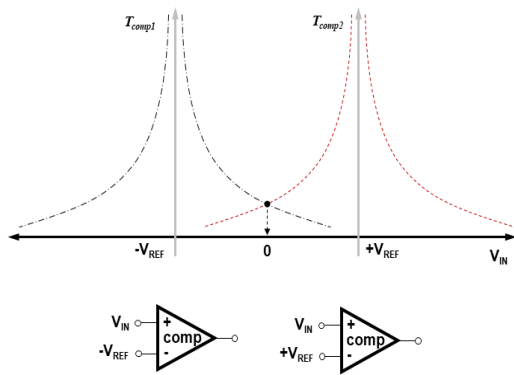 Tcomp1 Tcomp2
-VREF 0 +VREF VIN
VIN + comp -VREF -
VIN + comp +VREF -